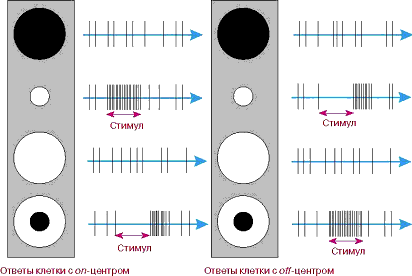 Стимул
Стимул
Стимул
Стимул
Ответы клетки с on-центром
Ответы клетки с off-центром